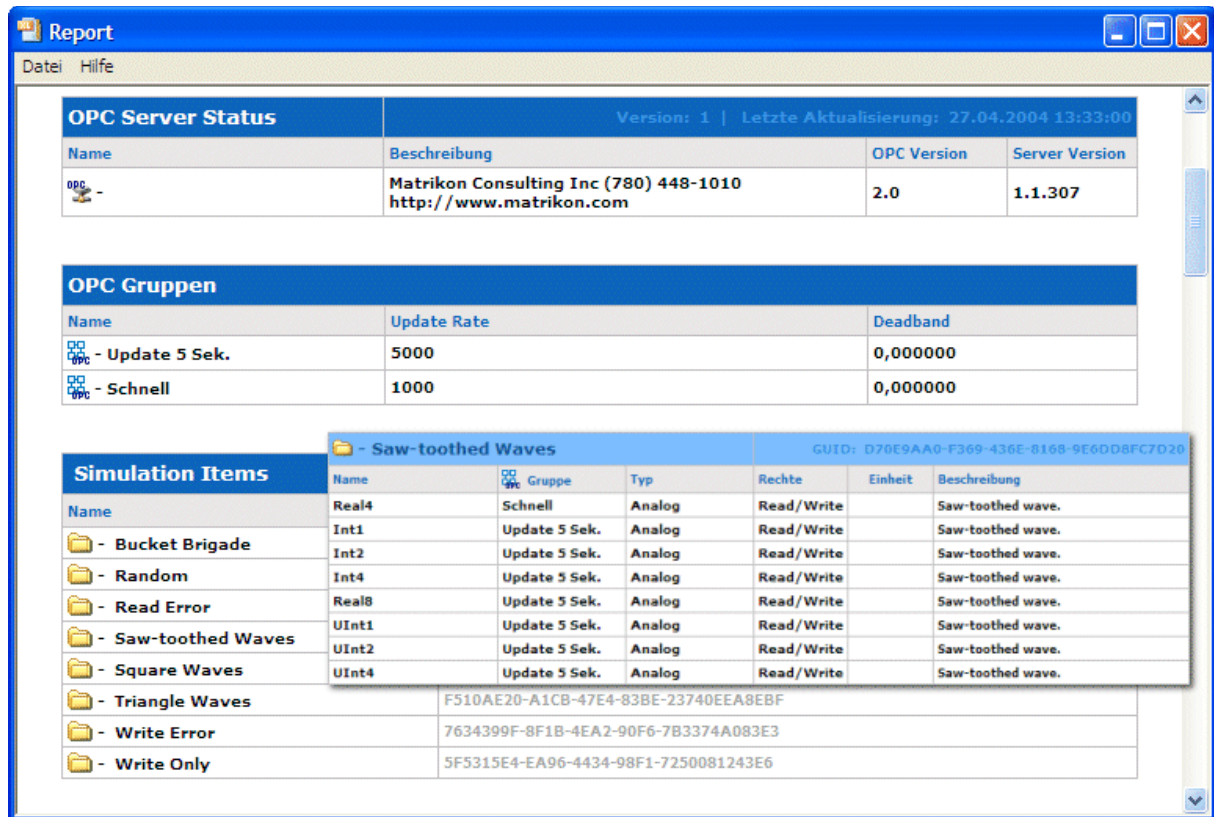 Report
Datei Hilfe
OPC Server Status Version: 1 | Letzte Aktualisierung: 27.04.2004 13:33:00
Name Beschreibung OPC Version Server Version
OPC - Matrikon Consulting Inc (780) 448-1010 2.0 1.1.307
http://www.matrikon.com
OPC Gruppen
Name Update Rate Deadband
OPC - Update 5 Sek. 5000 0,000000
OPC - Schnell 1000 0,000000
Simulation Items
Name
- Bucket Brigade
- Random
- Read Error
- Saw-toothed Waves
- Square Waves
- Triangle Waves F510AE20-A1CB-47E4-83BE-23740EEA8EBF
- Write Error 7634399F-8F1B-4EA2-90F6-7B3374A083E3
- Write Only 5F5315E4-EA96-4434-98F1-7250081243E6
- Saw-toothed Waves GUID: D70E9AA0-F369-436E-8168-9E6DD8FC7D20
Name OPC Gruppe Typ Rechte Einheit Beschreibung
Real4 Schnell Analog Read/Write Saw-toothed wave.
Int1 Update 5 Sek. Analog Read/Write Saw-toothed wave.
Int2 Update 5 Sek. Analog Read/Write Saw-toothed wave.
Int4 Update 5 Sek. Analog Read/Write Saw-toothed wave.
Real8 Update 5 Sek. Analog Read/Write Saw-toothed wave.
UInt1 Update 5 Sek. Analog Read/Write Saw-toothed wave.
UInt2 Update 5 Sek. Analog Read/Write Saw-toothed wave.
UInt4 Update 5 Sek. Analog Read/Write Saw-toothed wave.